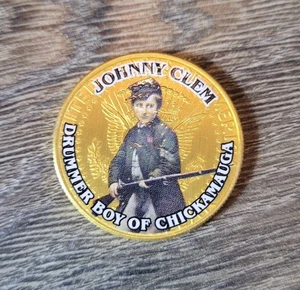 JOHNNY CLEM
DRUMMER BOY OF CHICKAMAUGA